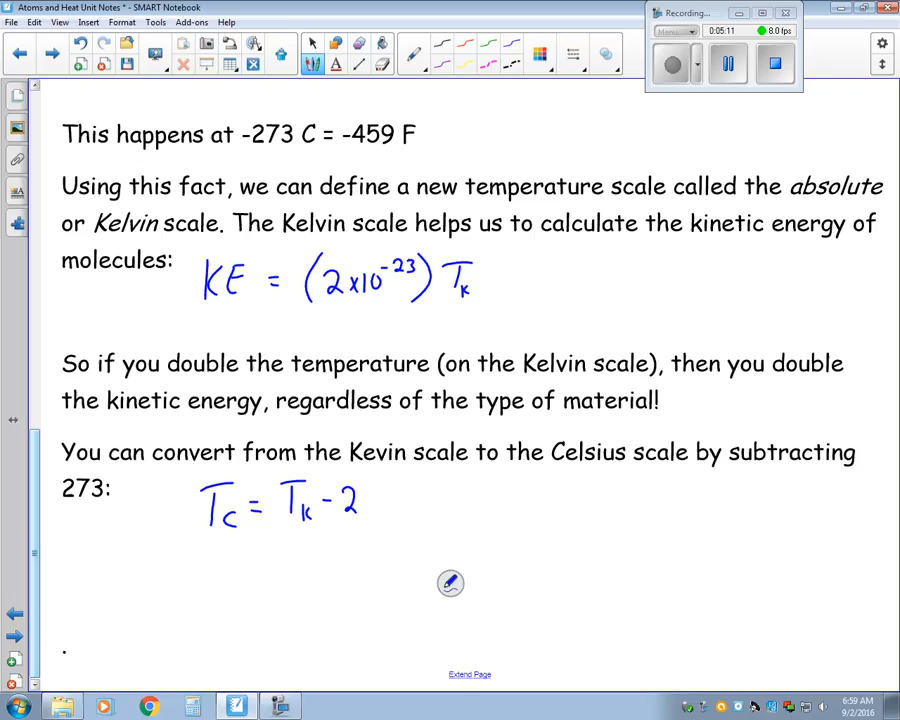 Atoms and Heat Unit Notes * - SMART Notebook
Recording...
File Edit View Insert Format Tools Add-ons Help
Menu 0:05:11 8.0 fps
This happens at -273 C = -459 F
Using this fact, we can define a new temperature scale called the absolute
or Kelvin scale. The Kelvin scale helps us to calculate the kinetic energy of
molecules: KE = (2x10⁻²³) Tₖ
So if you double the temperature (on the Kelvin scale), then you double
the kinetic energy, regardless of the type of material!
You can convert from the Kevin scale to the Celsius scale by subtracting
273: T_C = Tₖ - 2
.
Extend Page
6:59 AM
9/2/2016